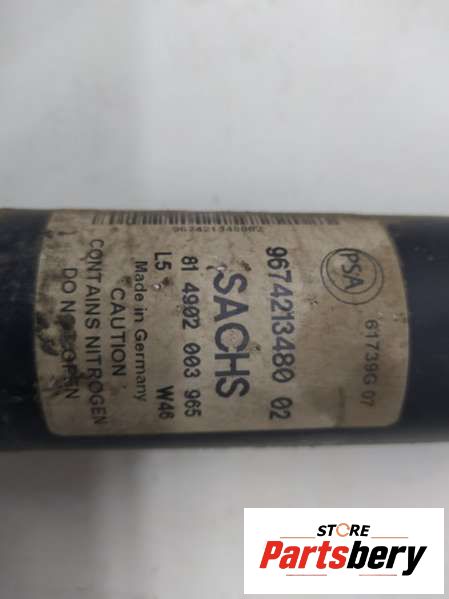 PSA
61739G 07
9674213480 02
SACHS
81 4902 003 965
L5 W46
Made in Germany
CAUTION
CONTAINS NITROGEN
DO NOT OPEN
967421348002
STORE
Partsbery